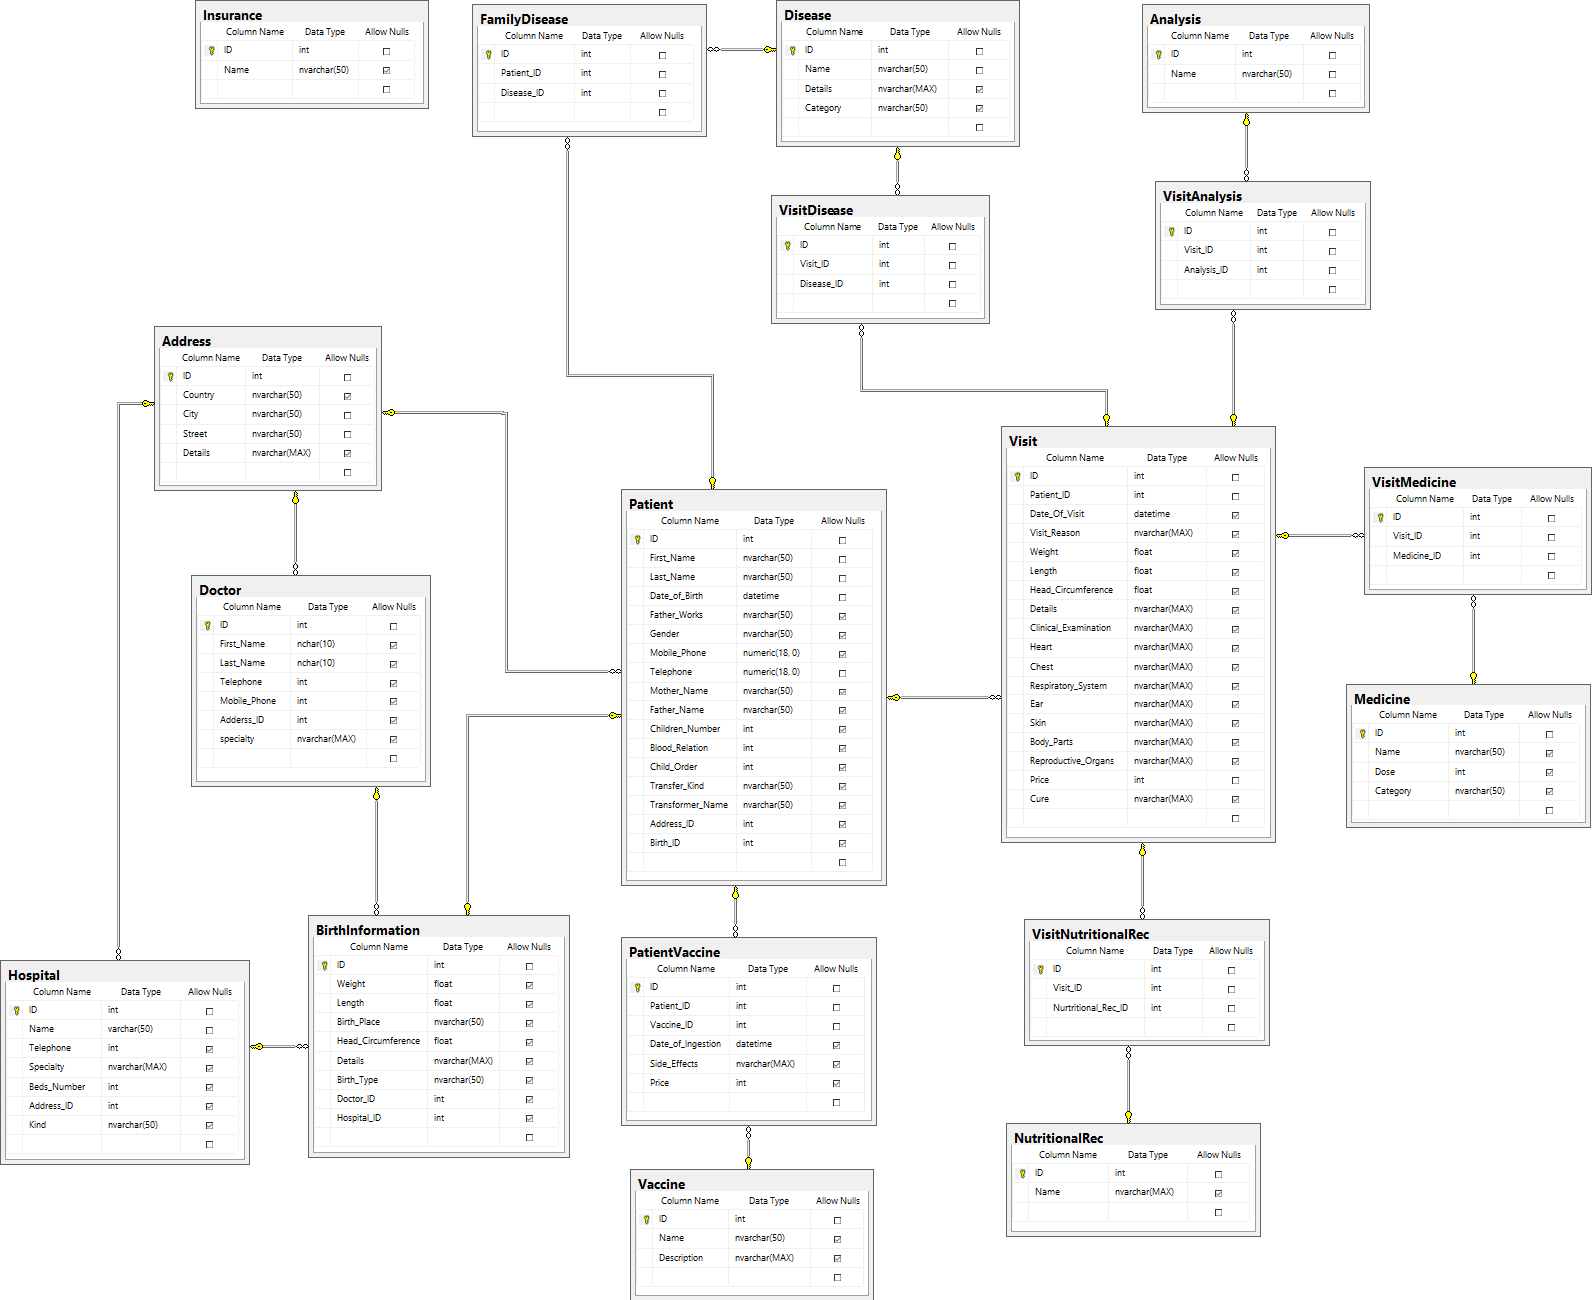 Insurance
Column Name Data Type Allow Nulls
ID int
Name nvarchar(50)
FamilyDisease
Column Name Data Type Allow Nulls
ID int
Patient_ID int
Disease_ID int
Disease
Column Name Data Type Allow Nulls
ID int
Name nvarchar(50)
Details nvarchar(MAX)
Category nvarchar(50)
Analysis
Column Name Data Type Allow Nulls
ID int
Name nvarchar(50)
VisitDisease
Column Name Data Type Allow Nulls
ID int
Visit_ID int
Disease_ID int
VisitAnalysis
Column Name Data Type Allow Nulls
ID int
Visit_ID int
Analysis_ID int
Address
Column Name Data Type Allow Nulls
ID int
Country nvarchar(50)
City nvarchar(50)
Street nvarchar(50)
Details nvarchar(MAX)
Patient
Column Name Data Type Allow Nulls
ID int
First_Name nvarchar(50)
Last_Name nvarchar(50)
Date_of_Birth datetime
Father_Works nvarchar(50)
Gender nvarchar(50)
Mobile_Phone numeric(18, 0)
Telephone numeric(18, 0)
Mother_Name nvarchar(50)
Father_Name nvarchar(50)
Children_Number int
Blood_Relation int
Child_Order int
Transfer_Kind nvarchar(50)
Transformer_Name nvarchar(50)
Address_ID int
Birth_ID int
Visit
Column Name Data Type Allow Nulls
ID int
Patient_ID int
Date_Of_Visit datetime
Visit_Reason nvarchar(MAX)
Weight float
Length float
Head_Circumference float
Details nvarchar(MAX)
Clinical_Examination nvarchar(MAX)
Heart nvarchar(MAX)
Chest nvarchar(MAX)
Respiratory_System nvarchar(MAX)
Ear nvarchar(MAX)
Skin nvarchar(MAX)
Body_Parts nvarchar(MAX)
Reproductive_Organs nvarchar(MAX)
Price int
Cure nvarchar(MAX)
VisitMedicine
Column Name Data Type Allow Nulls
ID int
Visit_ID int
Medicine_ID int
Doctor
Column Name Data Type Allow Nulls
ID int
First_Name nchar(10)
Last_Name nchar(10)
Telephone int
Mobile_Phone int
Adderss_ID int
specialty nvarchar(MAX)
Medicine
Column Name Data Type Allow Nulls
ID int
Name nvarchar(50)
Dose int
Category nvarchar(50)
Hospital
Column Name Data Type Allow Nulls
ID int
Name varchar(50)
Telephone int
Specialty nvarchar(MAX)
Beds_Number int
Address_ID int
Kind nvarchar(50)
BirthInformation
Column Name Data Type Allow Nulls
ID int
Weight float
Length float
Birth_Place nvarchar(50)
Head_Circumference float
Details nvarchar(MAX)
Birth_Type nvarchar(50)
Doctor_ID int
Hospital_ID int
PatientVaccine
Column Name Data Type Allow Nulls
ID int
Patient_ID int
Vaccine_ID int
Date_of_Ingestion datetime
Side_Effects nvarchar(MAX)
Price int
VisitNutritionalRec
Column Name Data Type Allow Nulls
ID int
Visit_ID int
Nurtritional_Rec_ID int
Vaccine
Column Name Data Type Allow Nulls
ID int
Name nvarchar(50)
Description nvarchar(MAX)
NutritionalRec
Column Name Data Type Allow Nulls
ID int
Name nvarchar(MAX)